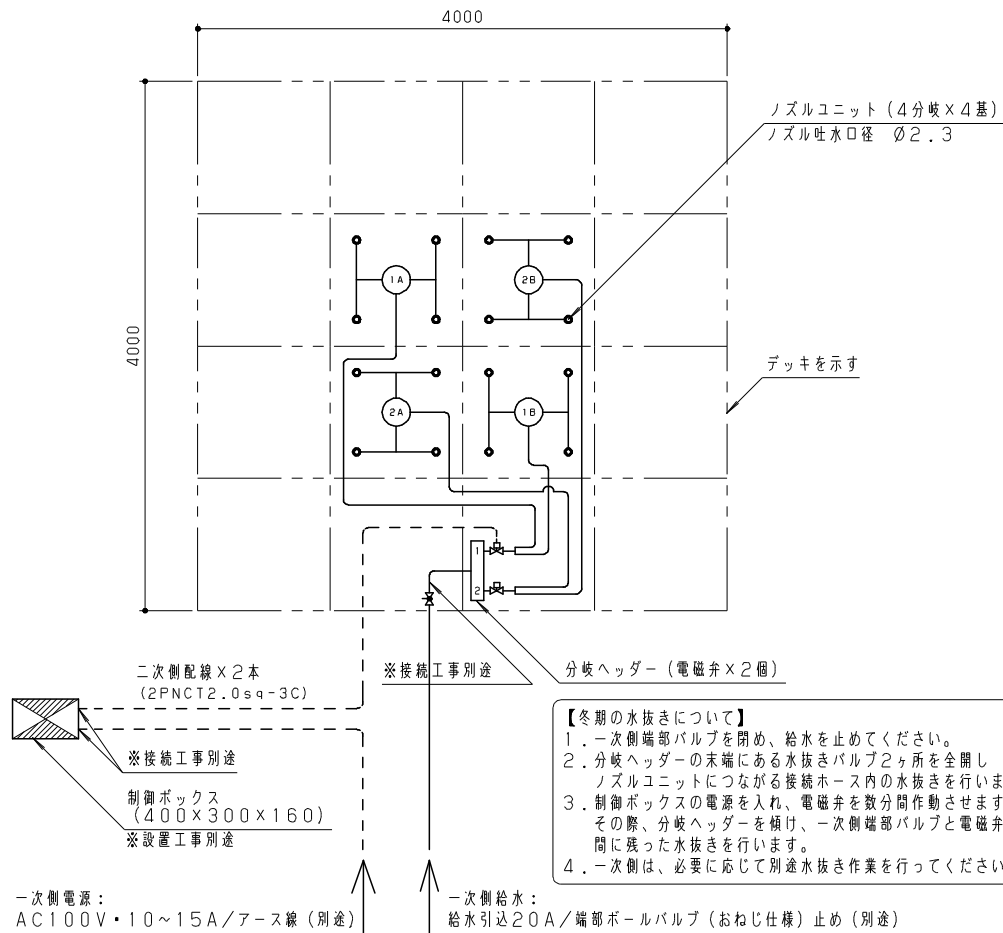 4000
4000
ノズルユニット（4分岐×4基）
ノズル吐水口径 Ø2.3
1A
2B
デッキを示す
2A
1B
1
2
二次側配線×2本
(2PNCT2.0sq-3C)
※接続工事別途
分岐ヘッダー（電磁弁×2個）
※接続工事別途
制御ボックス
(400×300×160)
※設置工事別途
【冬期の水抜きについて】
1．一次側端部バルブを閉め、給水を止めてください。
2．分岐ヘッダーの末端にある水抜きバルブ2ヶ所を全開し
ノズルユニットにつながる接続ホース内の水抜きを行いま
3．制御ボックスの電源を入れ、電磁弁を数分間作動させます
その際、分岐ヘッダーを傾け、一次側端部バルブと電磁弁
間に残った水抜きを行います。
4．一次側は、必要に応じて別途水抜き作業を行ってください
一次側電源：
AC100V・10～15A/アース線（別途）
一次側給水：
給水引込20A/端部ボールバルブ（おねじ仕様）止め（別途）